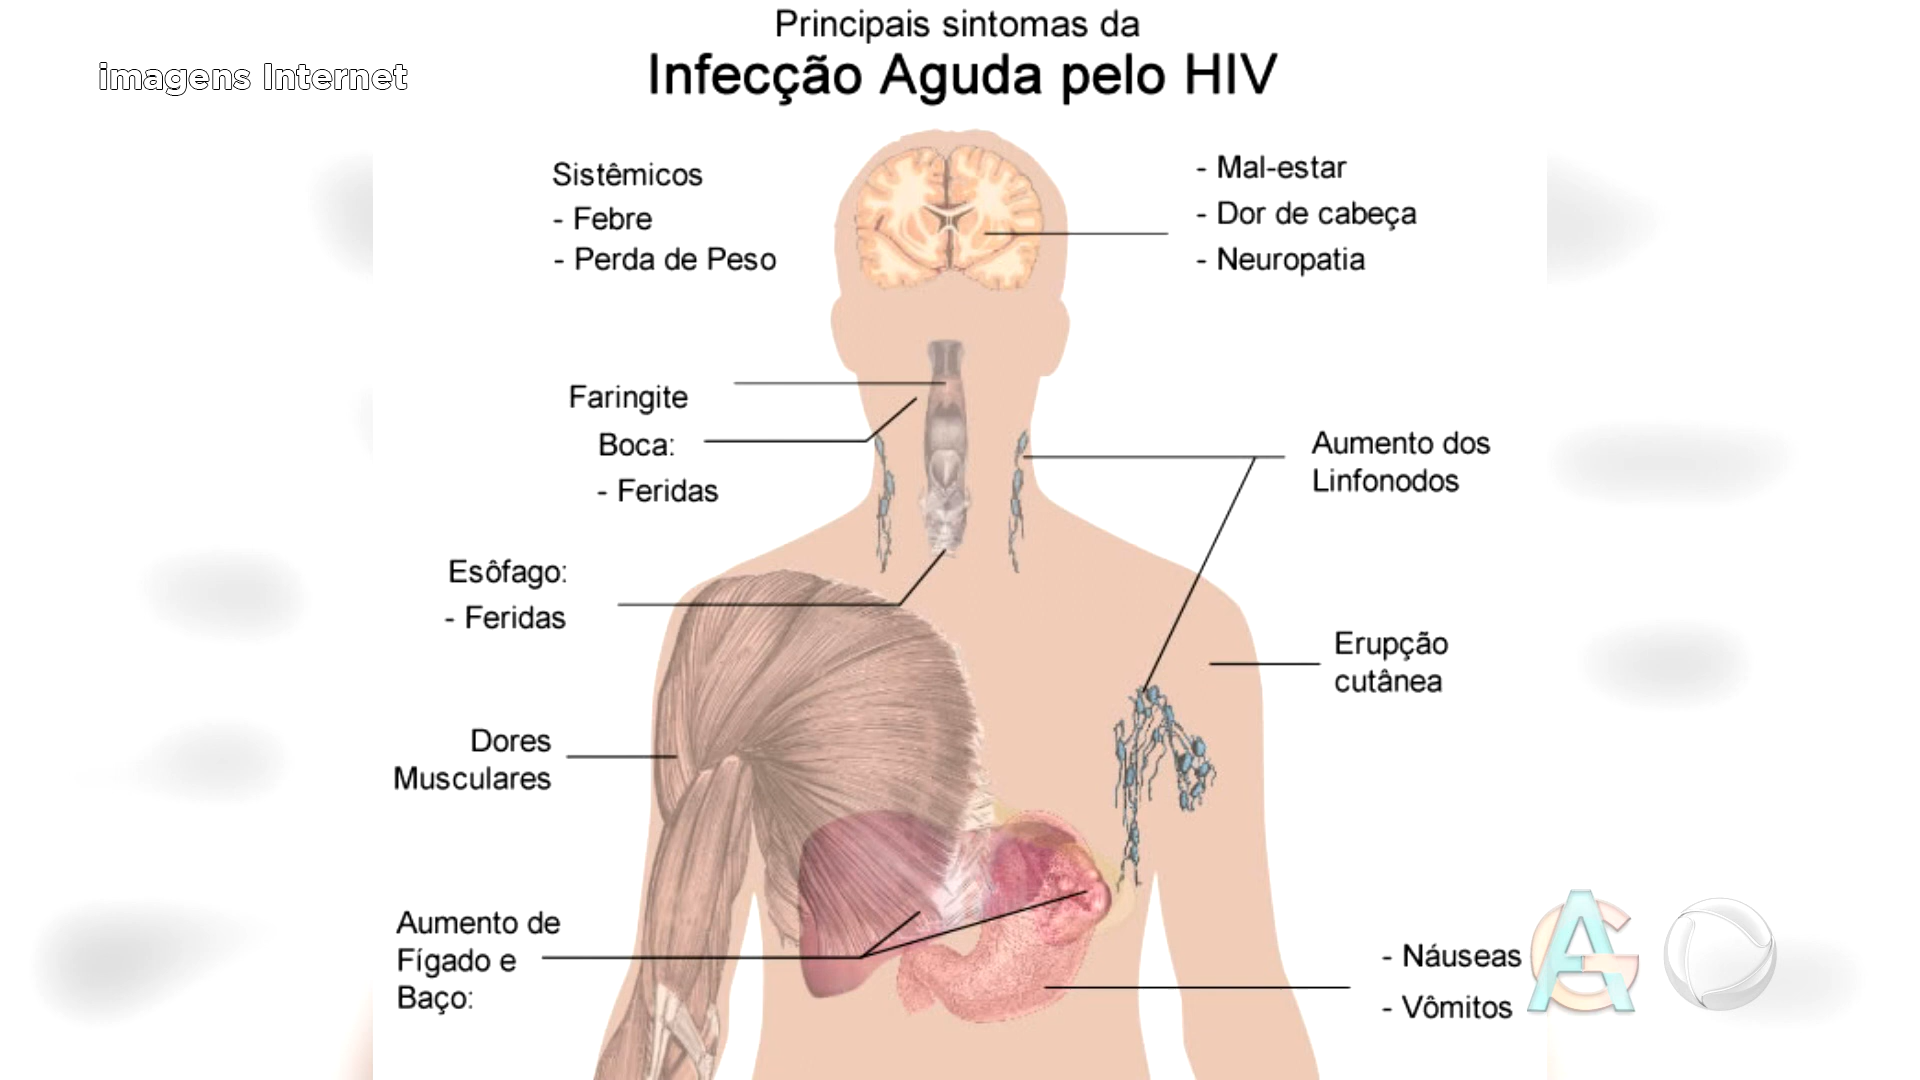 Principais sintomas da
Infecção Aguda pelo HIV
imagens Internet
Sistêmicos
- Febre
- Perda de Peso
- Mal-estar
- Dor de cabeça
- Neuropatia
Faringite
Boca:
- Feridas
Aumento dos
Linfonodos
Esôfago:
- Feridas
Erupção
cutânea
Dores
Musculares
Aumento de
Fígado e
Baço:
- Náuseas
- Vômitos
AG